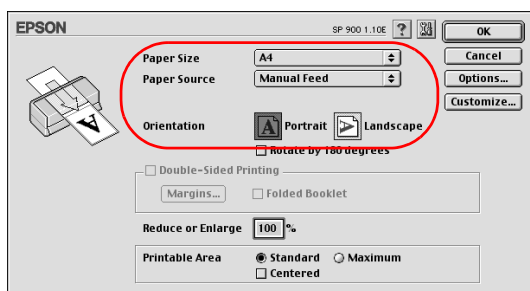 EPSON SP 900 1.10E ? OK
Paper Size A4 Cancel
Paper Source Manual Feed Options...
Customize...
Orientation A Portrait A Landscape
Rotate by 180 degrees
Double-Sided Printing
Margins... Folded Booklet
Reduce or Enlarge 100 %
Printable Area Standard Maximum
Centered
A